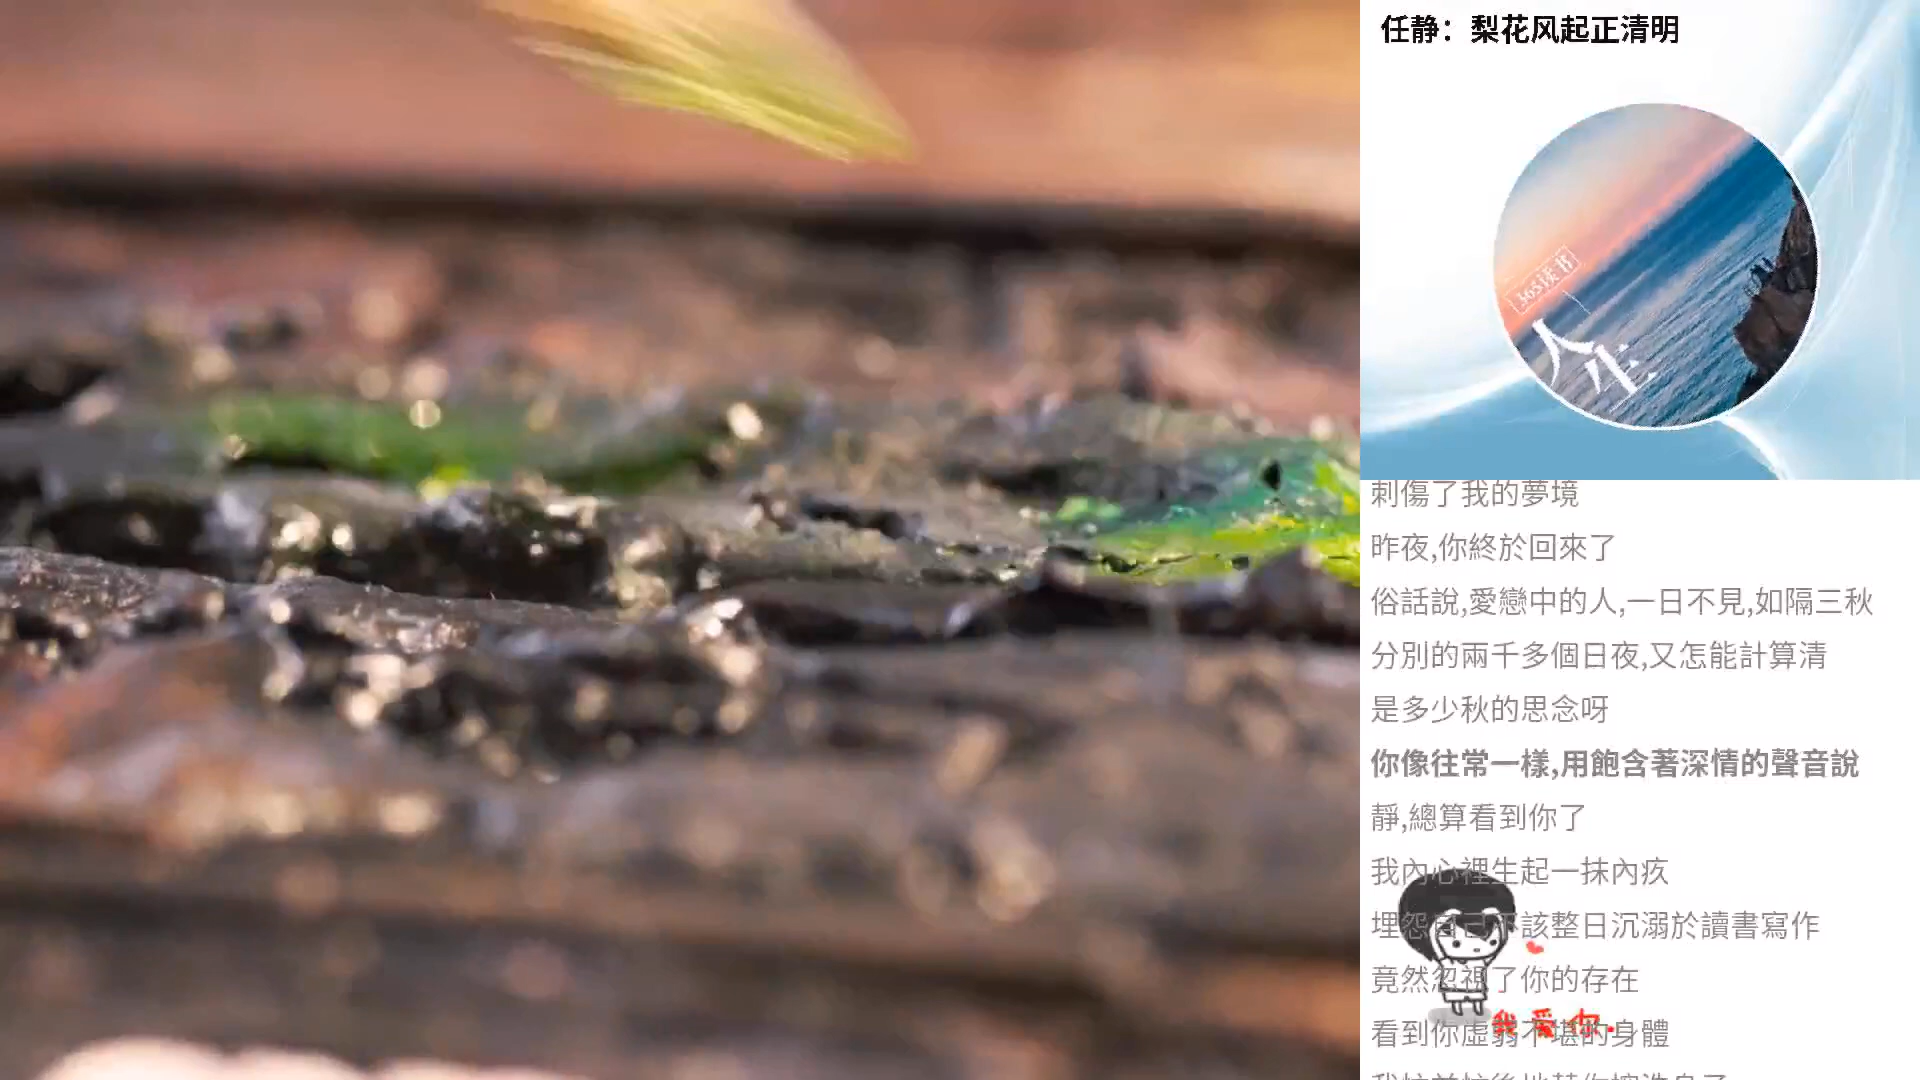 任静：梨花风起正清明
365读书
人生
刺傷了我的夢境
昨夜,你終於回來了
俗話說,愛戀中的人,一日不見,如隔三秋
分別的兩千多個日夜,又怎能計算清
是多少秋的思念呀
你像往常一樣,用飽含著深情的聲音說
靜,總算看到你了
我內心裡生起一抹內疚
埋怨自己不該整日沉溺於讀書寫作
竟然忽視了你的存在
看到你虛弱不堪的身體
我愛你.